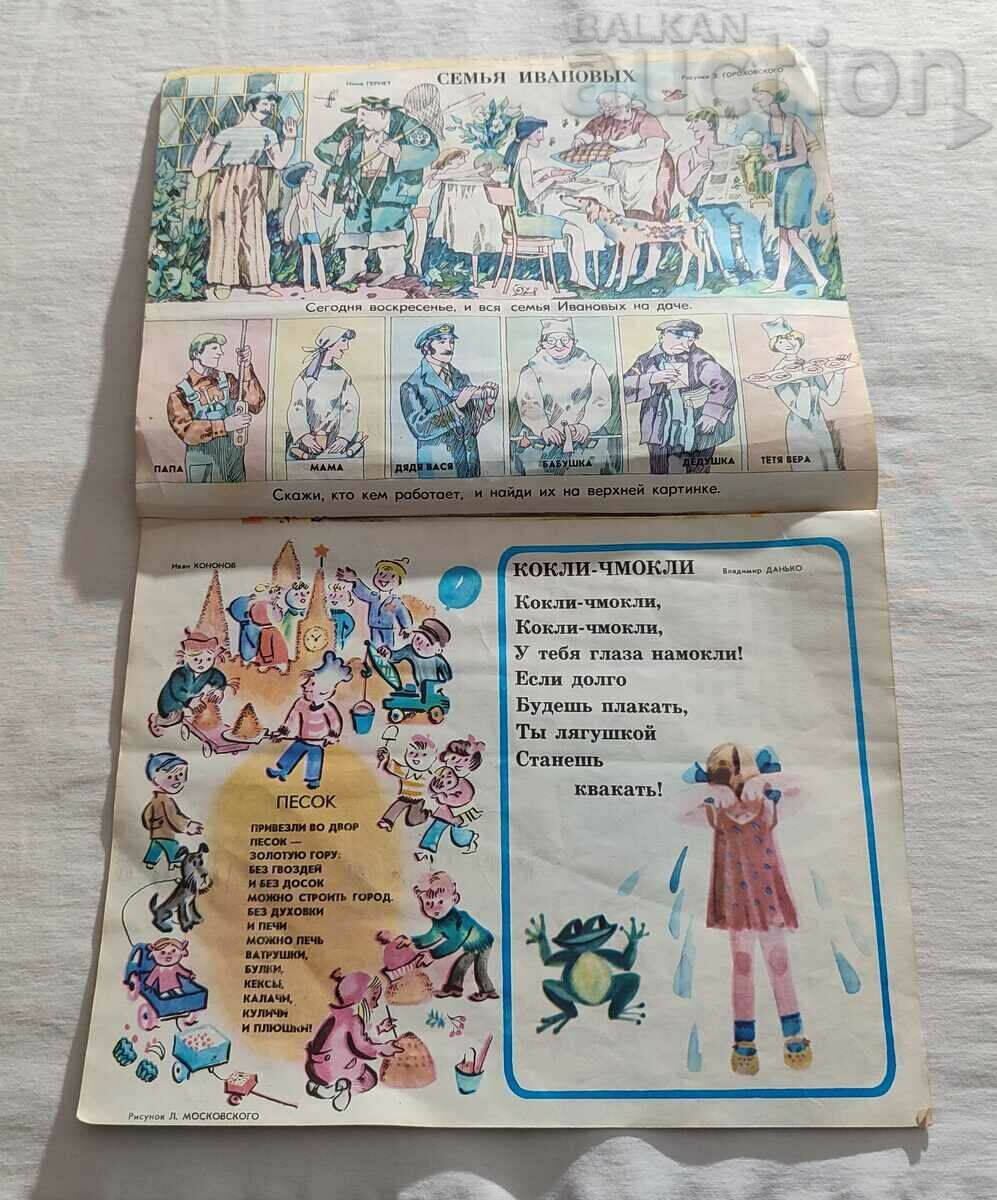 BALKAN
auction
Нина ГЕРНЕТ
СЕМЬЯ ИВАНОВЫХ
Рисунки Э. ГОРОХОВСКОГО
Сегодня воскресенье, и вся семья Ивановых на даче.
ПАПА
МАМА
ДЯДЯ ВАСЯ
БАБУШКА
ДЕДУШКА
ТЁТЯ ВЕРА
Скажи, кто кем работает, и найди их на верхней картинке.
Иван КОНОНОВ
ПЕСОК
ПРИВЕЗЛИ ВО ДВОР
ПЕСОК —
ЗОЛОТУЮ ГОРУ:
БЕЗ ГВОЗДЕЙ
И БЕЗ ДОСОК
МОЖНО СТРОИТЬ ГОРОД.
БЕЗ ДУХОВКИ
И ПЕЧИ
МОЖНО ПЕЧЬ
ВАТРУШКИ,
БУЛКИ,
КЕКСЫ,
КАЛАЧИ,
КУЛИЧИ
И ПЛЮШКИ!
Рисунок Л. МОСКОВСКОГО
КОКЛИ-ЧМОКЛИ
Владимир ДАНЬКО
Кокли-чмокли,
Кокли-чмокли,
У тебя глаза намокли!
Если долго
Будешь плакать,
Ты лягушкой
Станешь
квакать!